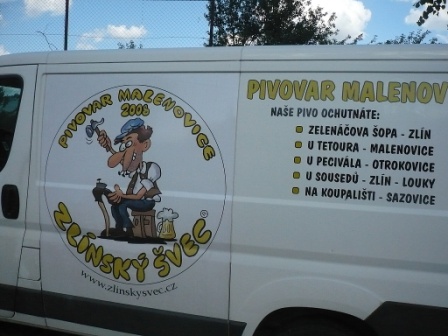 PIVOVAR MALENOVICE
2008
ZLÍNSKÝ ŠVEC
www.zlinskysvec.cz
PIVOVAR MALENOV
NAŠE PIVO OCHUTNÁTE:
ZELENÁČOVA ŠOPA - ZLÍN
U TETOURA - MALENOVICE
U PECIVÁLA - OTROKOVICE
U SOUSEDŮ - ZLÍN - LOUKY
NA KOUPALIŠTI - SAZOVICE